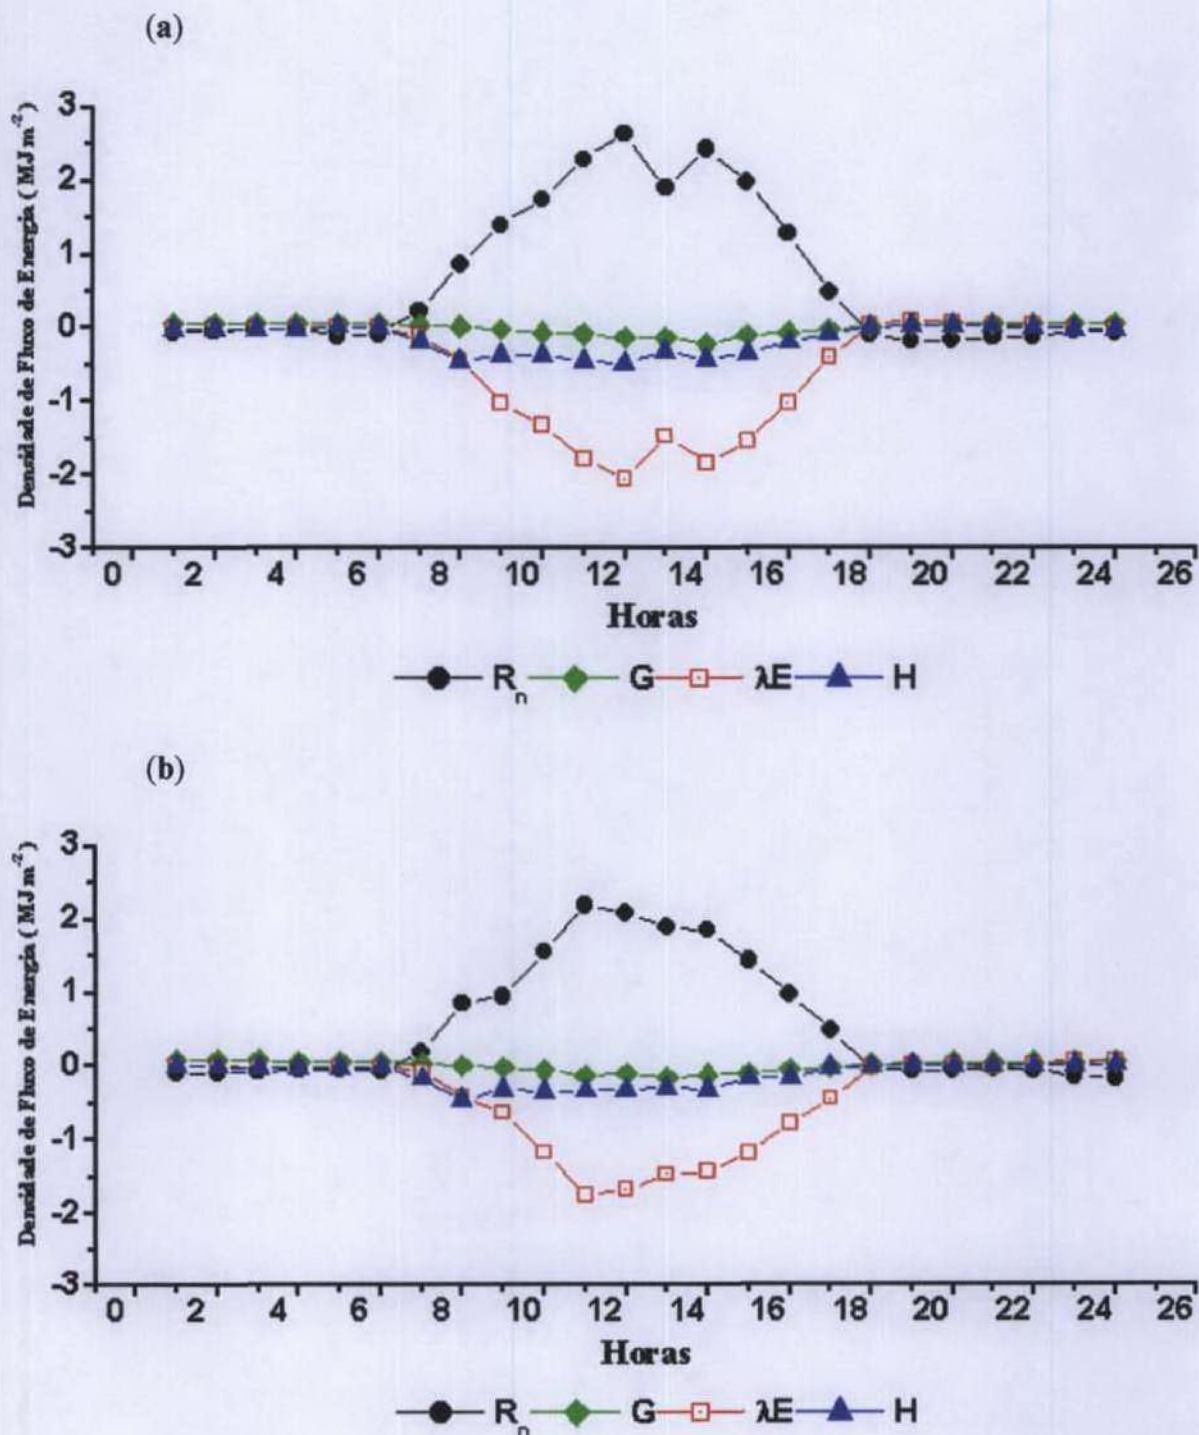 (a)
Densidade de Fluxo de Energia ( MJ m-2 )
3
2
1
0
-1
-2
-3
0 2 4 6 8 10 12 14 16 18 20 22 24 26
Horas
Rn G λE H
(b)
Densidade de Fluxo de Energia ( MJ m-2 )
3
2
1
0
-1
-2
-3
0 2 4 6 8 10 12 14 16 18 20 22 24 26
Horas
Rn G λE H